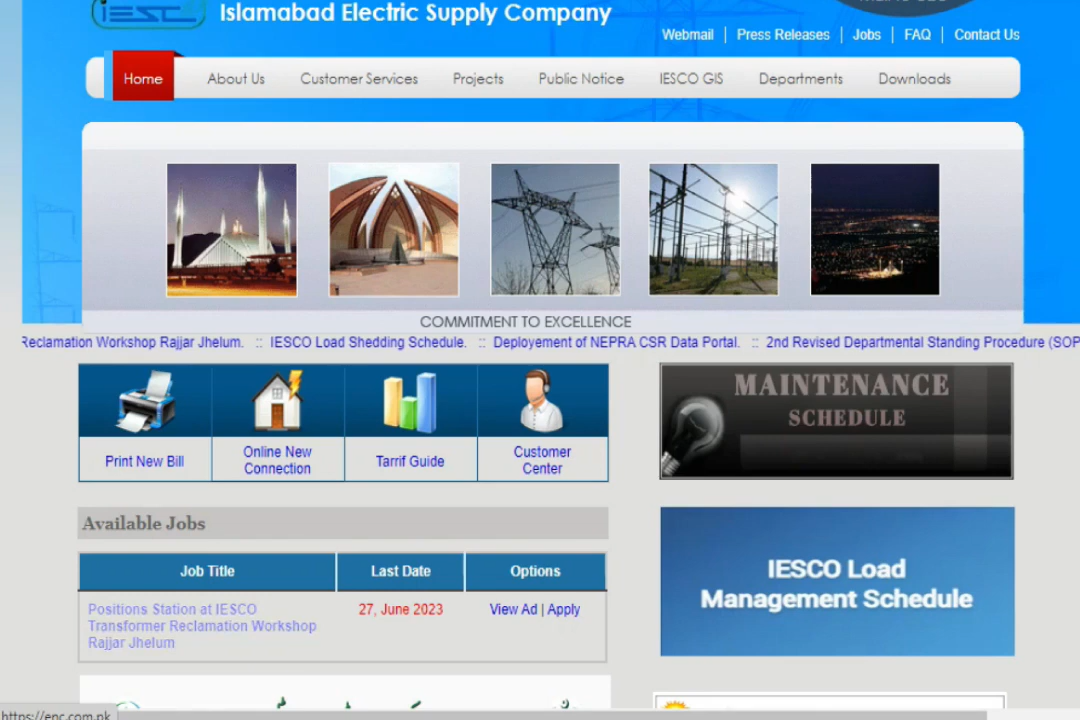 IESC
Islamabad Electric Supply Company
Webmail | Press Releases | Jobs | FAQ | Contact Us
Home About Us Customer Services Projects Public Notice IESCO GIS Departments Downloads
COMMITMENT TO EXCELLENCE
Reclamation Workshop Rajjar Jhelum. :: IESCO Load Shedding Schedule. :: Deployement of NEPRA CSR Data Portal. :: 2nd Revised Departmental Standing Procedure (SOP
Print New Bill
Online New
Connection
Tarrif Guide
Customer
Center
MAINTENANCE
SCHEDULE
Available Jobs
IESCO Load
Management Schedule
Job Title Last Date Options
Positions Station at IESCO
Transformer Reclamation Workshop
Rajjar Jhelum
27, June 2023
View Ad | Apply
https://enc.com.pk